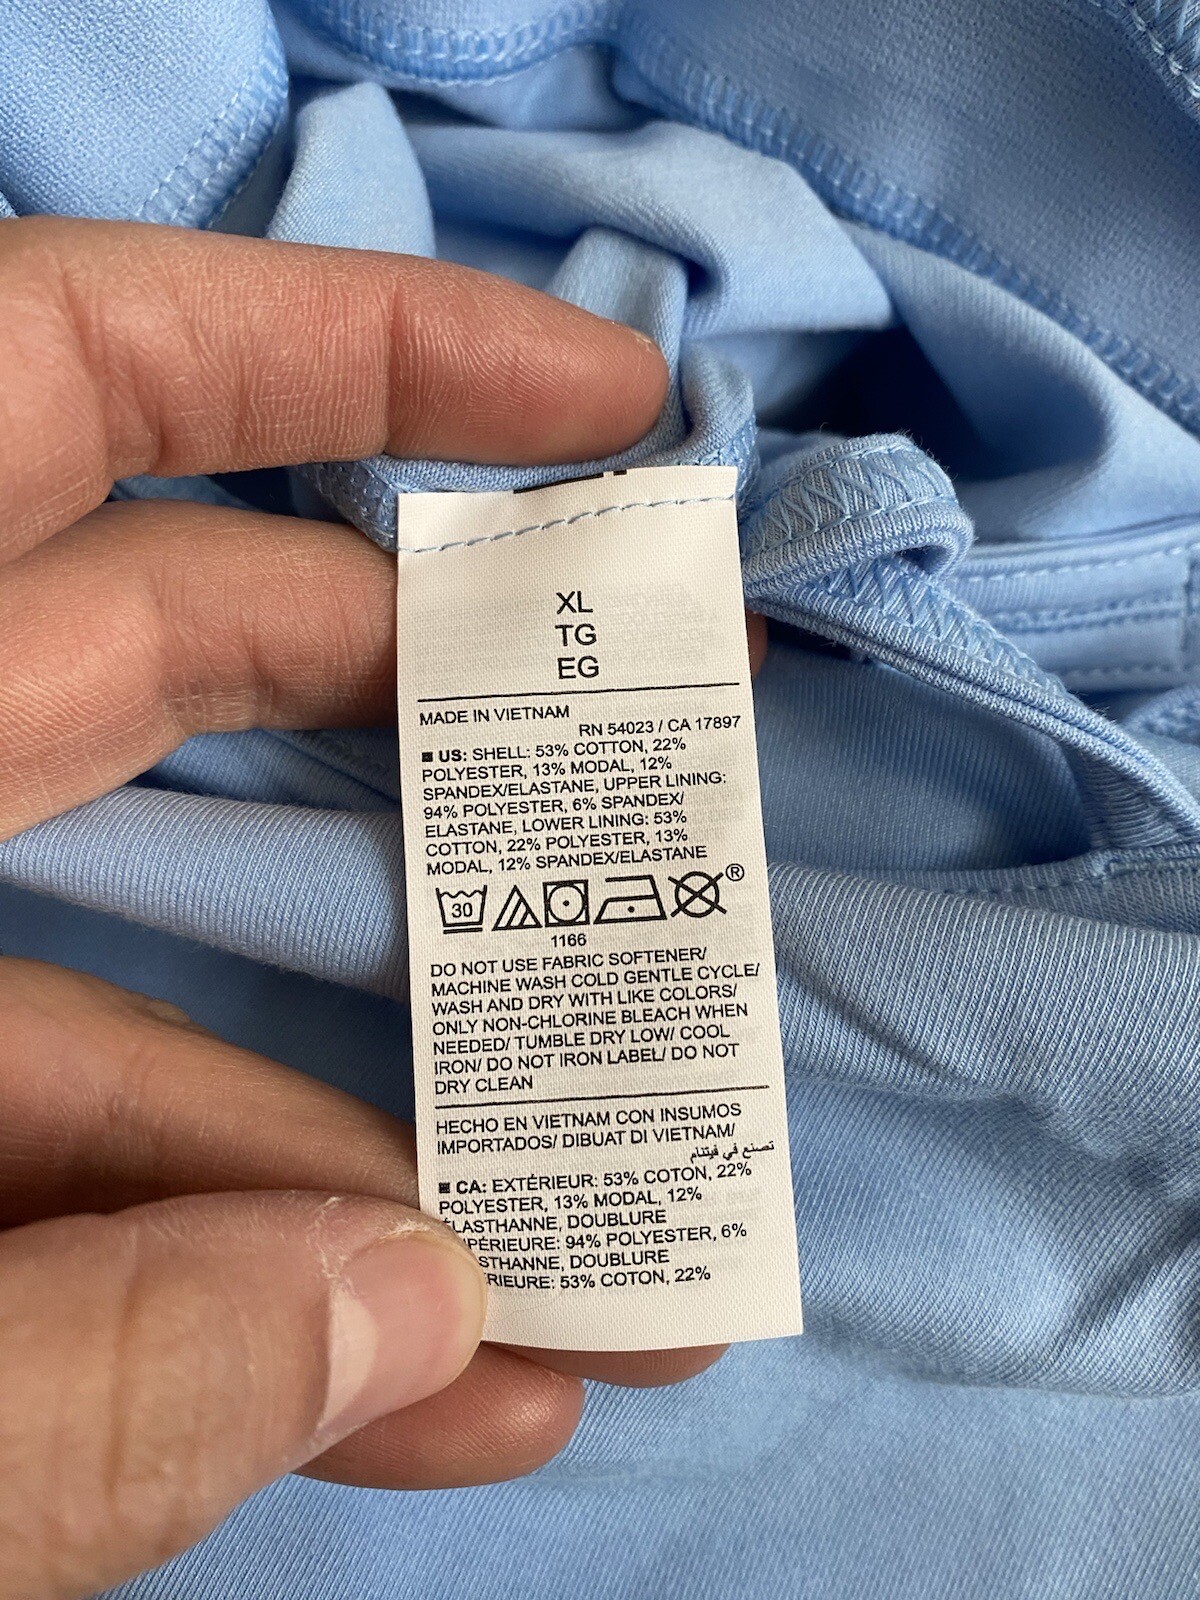 XL
TG
EG
MADE IN VIETNAM
RN 54023 / CA 17897
US: SHELL: 53% COTTON, 22%
POLYESTER, 13% MODAL, 12%
SPANDEX/ELASTANE, UPPER LINING:
94% POLYESTER, 6% SPANDEX/
ELASTANE, LOWER LINING: 53%
COTTON, 22% POLYESTER, 13%
MODAL, 12% SPANDEX/ELASTANE
30 ®
1166
DO NOT USE FABRIC SOFTENER/
MACHINE WASH COLD GENTLE CYCLE/
WASH AND DRY WITH LIKE COLORS/
ONLY NON-CHLORINE BLEACH WHEN
NEEDED/ TUMBLE DRY LOW/ COOL
IRON/ DO NOT IRON LABEL/ DO NOT
DRY CLEAN
HECHO EN VIETNAM CON INSUMOS
IMPORTADOS/ DIBUAT DI VIETNAM/
تصنع في فيتنام
CA: EXTÉRIEUR: 53% COTON, 22%
POLYESTER, 13% MODAL, 12%
ÉLASTHANNE, DOUBLURE
PÉRIEURE: 94% POLYESTER, 6%
STHANNE, DOUBLURE
RIEURE: 53% COTON, 22%